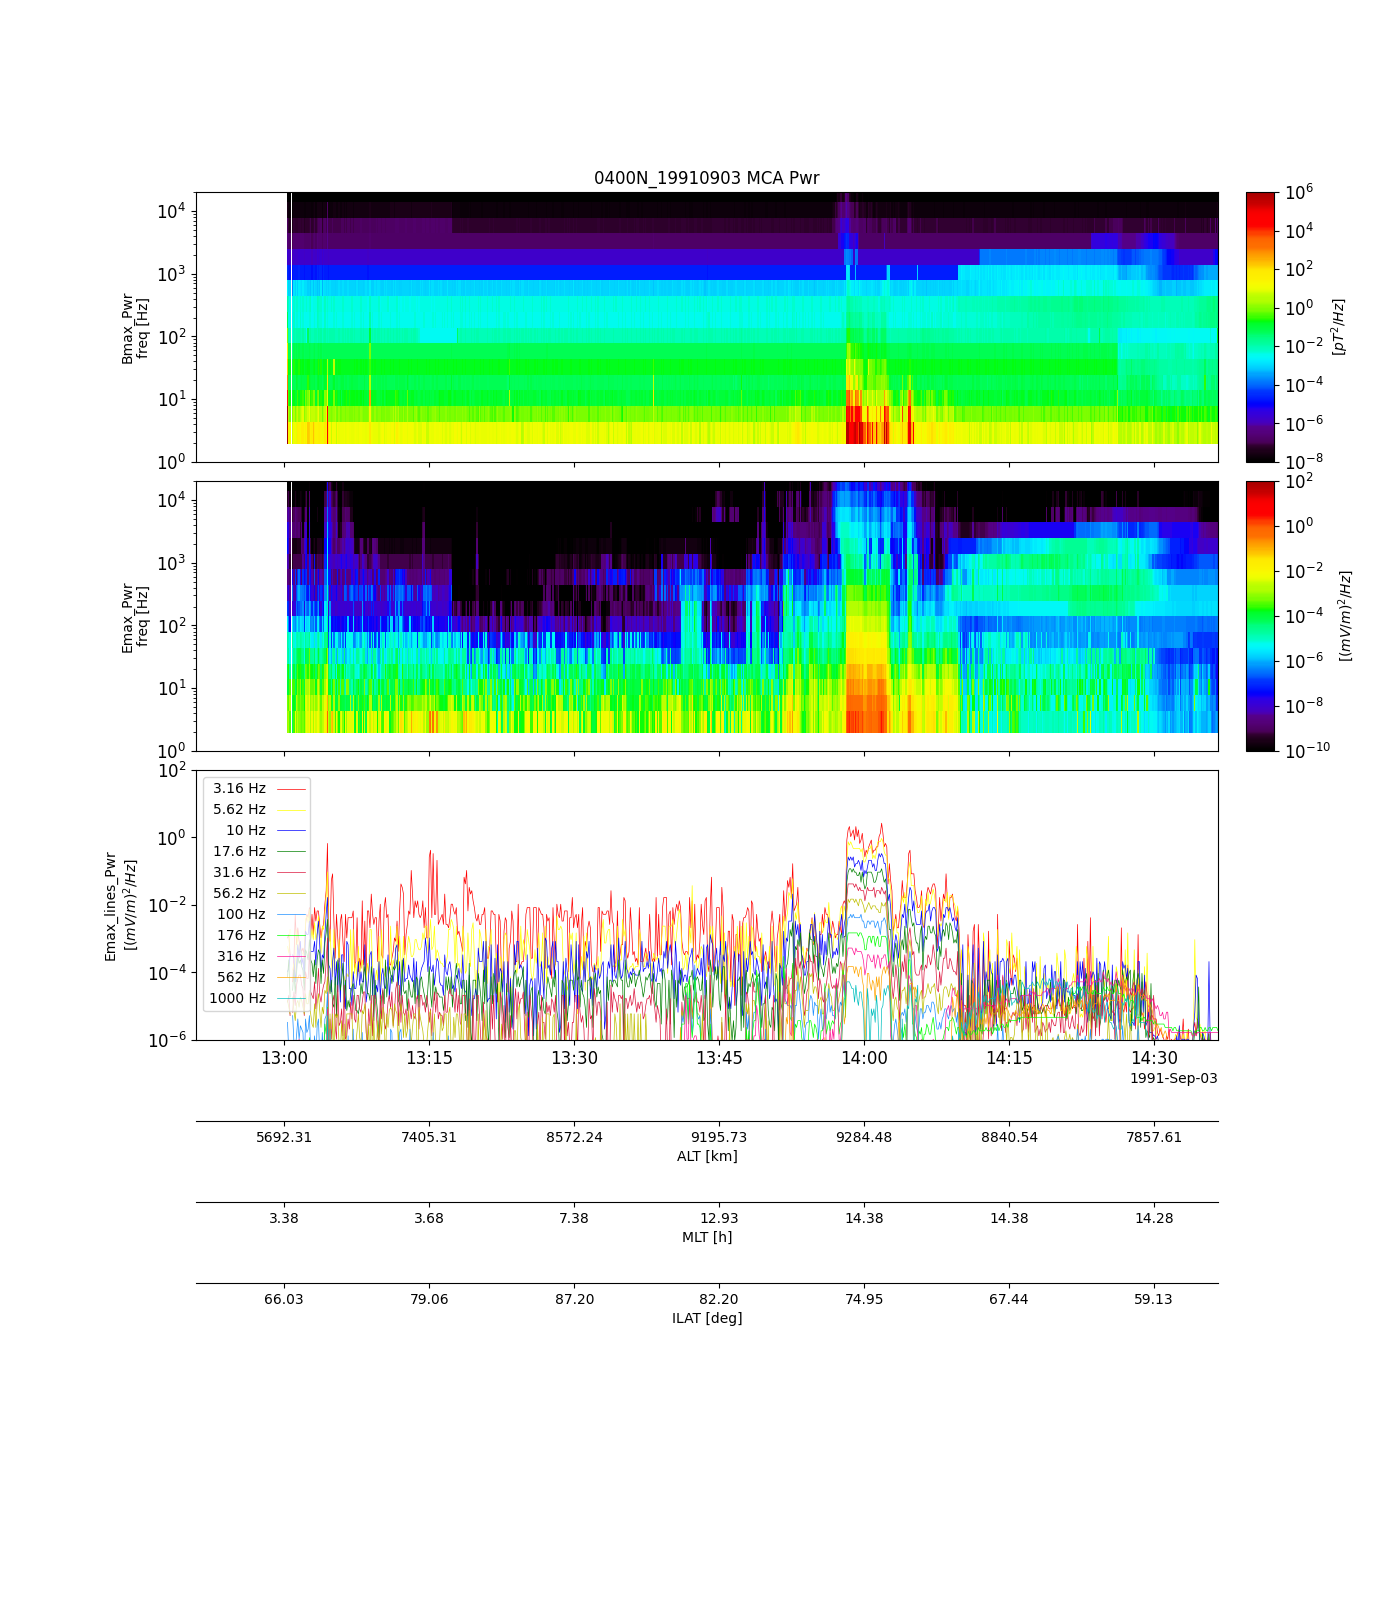 0400N_19910903 MCA Pwr
Bmax_Pwr
freq [Hz]
10^4
10^3
10^2
10^1
10^0
10^6
10^4
10^2
10^0
10^-2
10^-4
10^-6
10^-8
[pT^2/Hz]
Emax_Pwr
freq [Hz]
10^4
10^3
10^2
10^1
10^0
10^2
10^0
10^-2
10^-4
10^-6
10^-8
10^-10
[(mV/m)^2/Hz]
Emax_lines_Pwr
[(mV/m)^2/Hz]
10^2
10^0
10^-2
10^-4
10^-6
3.16 Hz
5.62 Hz
10 Hz
17.6 Hz
31.6 Hz
56.2 Hz
100 Hz
176 Hz
316 Hz
562 Hz
1000 Hz
13:00 13:15 13:30 13:45 14:00 14:15 14:30
1991-Sep-03
5692.31 7405.31 8572.24 9195.73 9284.48 8840.54 7857.61
ALT [km]
3.38 3.68 7.38 12.93 14.38 14.38 14.28
MLT [h]
66.03 79.06 87.20 82.20 74.95 67.44 59.13
ILAT [deg]